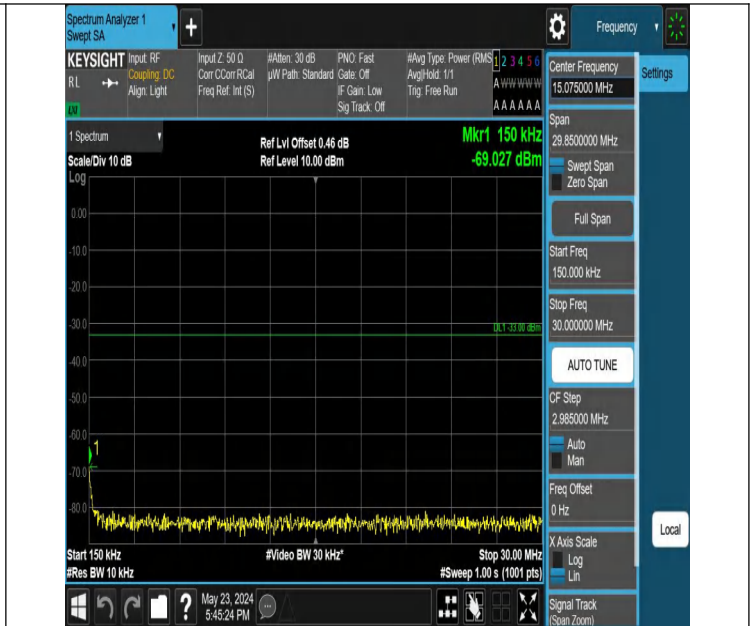 Spectrum Analyzer 1
Swept SA
+
Frequency
KEYSIGHT
RL
LXI
Input: RF
Coupling: DC
Align: Light
Input Z: 50 Ω
Corr CCorr RCal
Freq Ref: Int (S)
#Atten: 30 dB
µW Path: Standard
PNO: Fast
Gate: Off
IF Gain: Low
Sig Track: Off
#Avg Type: Power (RMS
Avg|Hold: 1/1
Trig: Free Run
1 2 3 4 5 6
A W W W W W
A A A A A A
1 Spectrum
Scale/Div 10 dB
Ref Lvl Offset 0.46 dB
Ref Level 10.00 dBm
Mkr1 150 kHz
-69.027 dBm
Log
0.00
-10.0
-20.0
-30.0
DL1 -33.00 dBm
-40.0
-50.0
-60.0
1
-70.0
-80.0
Start 150 kHz
#Res BW 10 kHz
#Video BW 30 kHz*
Stop 30.00 MHz
#Sweep 1.00 s (1001 pts)
Center Frequency
15.075000 MHz
Settings
Span
29.8500000 MHz
Swept Span
Zero Span
Full Span
Start Freq
150.000 kHz
Stop Freq
30.000000 MHz
AUTO TUNE
CF Step
2.985000 MHz
Auto
Man
Freq Offset
0 Hz
Local
X Axis Scale
Log
Lin
Signal Track
(Span Zoom)
?
May 23, 2024
5:45:24 PM